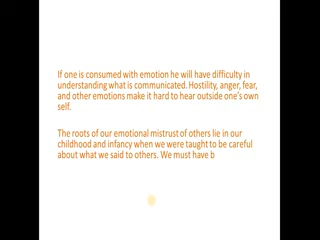 If one is consumed with emotion he will have difficulty in
understanding what is communicated. Hostility, anger, fear,
and other emotions make it hard to hear outside one's own
self.
The roots of our emotional mistrust of others lie in our
childhood and infancy when we were taught to be careful
about what we said to others. We must have b